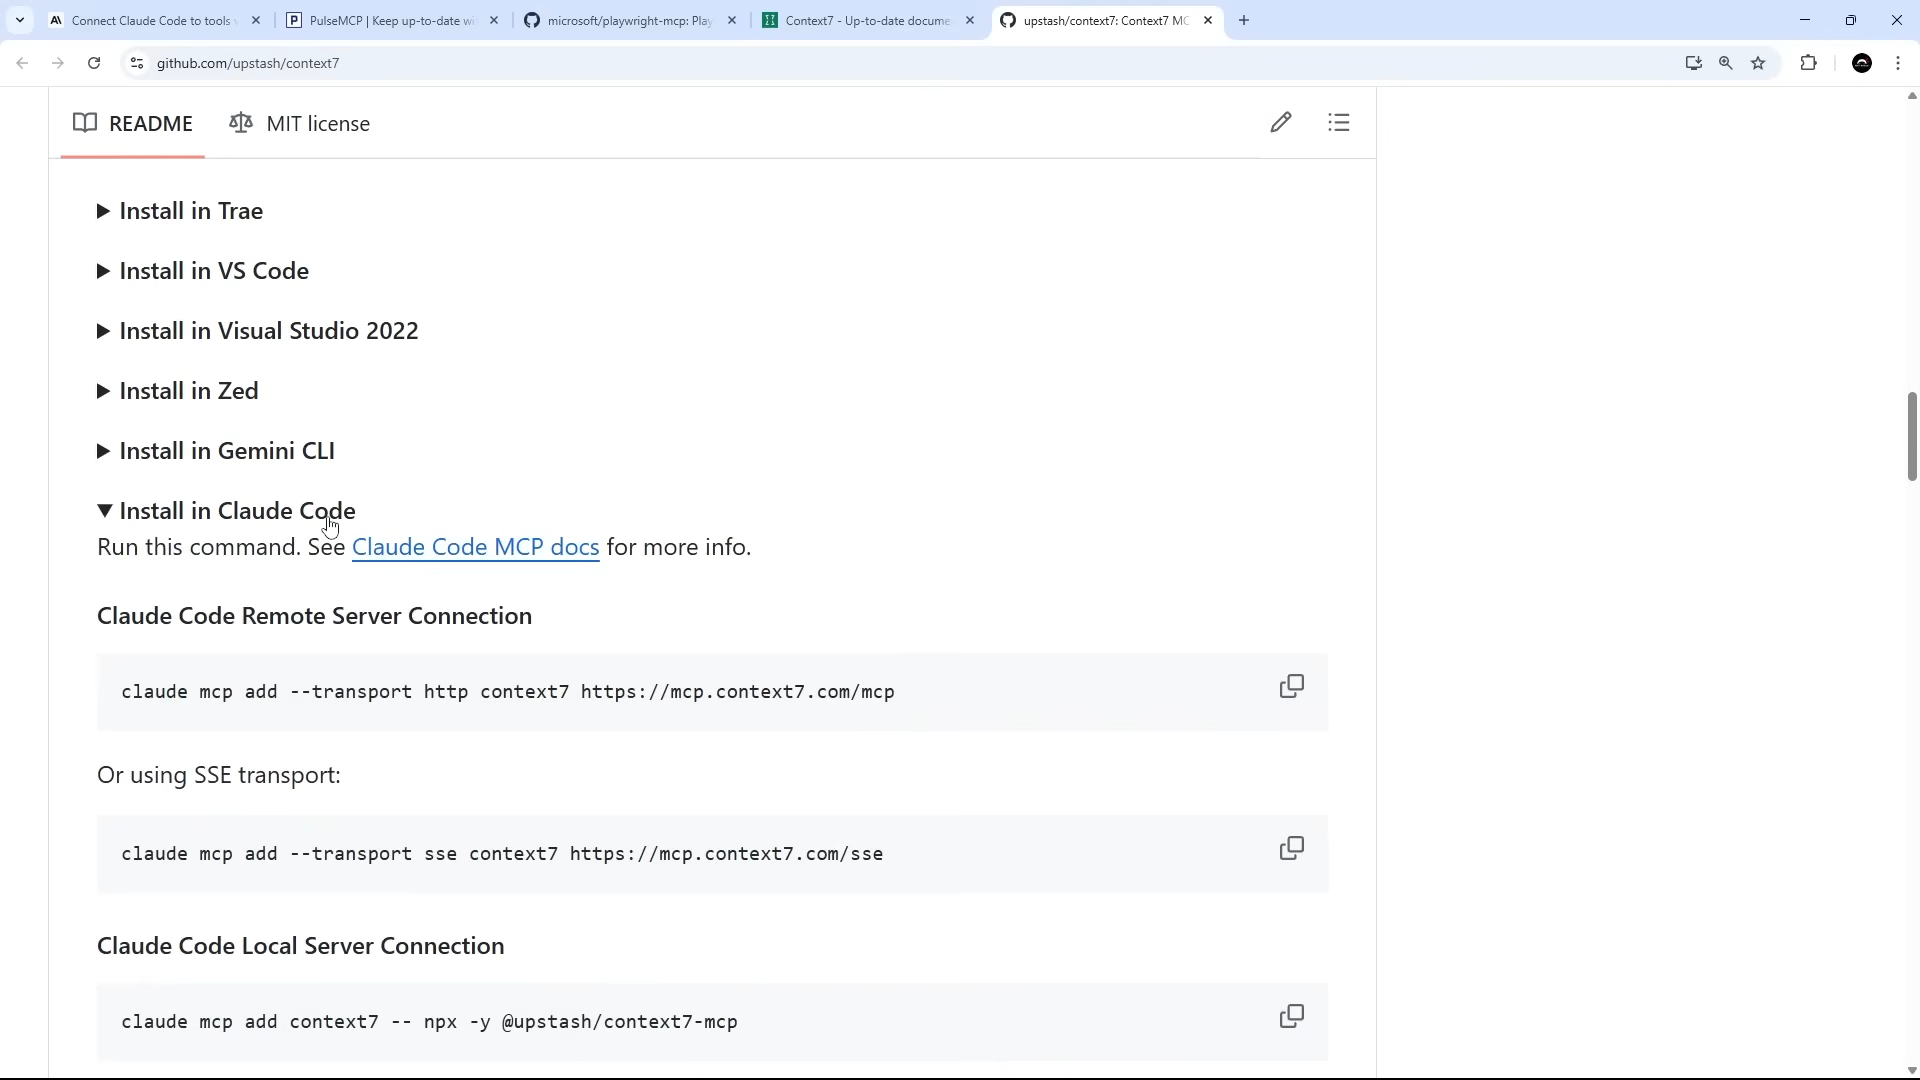 Connect Claude Code to tools
PulseMCP | Keep up-to-date wi
microsoft/playwright-mcp: Play
Context7 - Up-to-date docume
upstash/context7: Context7 MC
github.com/upstash/context7
README
MIT license
Install in Trae
Install in VS Code
Install in Visual Studio 2022
Install in Zed
Install in Gemini CLI
Install in Claude Code
Run this command. See Claude Code MCP docs for more info.
Claude Code Remote Server Connection
claude mcp add --transport http context7 https://mcp.context7.com/mcp
Or using SSE transport:
claude mcp add --transport sse context7 https://mcp.context7.com/sse
Claude Code Local Server Connection
claude mcp add context7 -- npx -y @upstash/context7-mcp